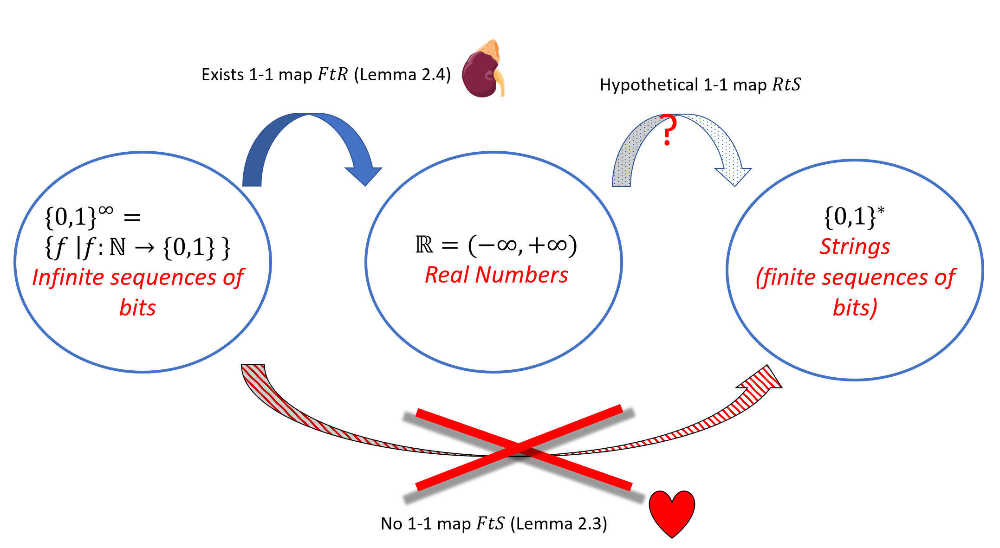 Exists 1-1 map 𝐹𝑡𝑅 (Lemma 2.4)
Hypothetical 1-1 map 𝑅𝑡𝑆
?
{0,1}^∞ =
{𝑓 |𝑓: ℕ → {0,1} }
Infinite sequences of
bits
ℝ = (−∞, +∞)
Real Numbers
{0,1}*
Strings
(finite sequences of
bits)
No 1-1 map 𝐹𝑡𝑆 (Lemma 2.3)